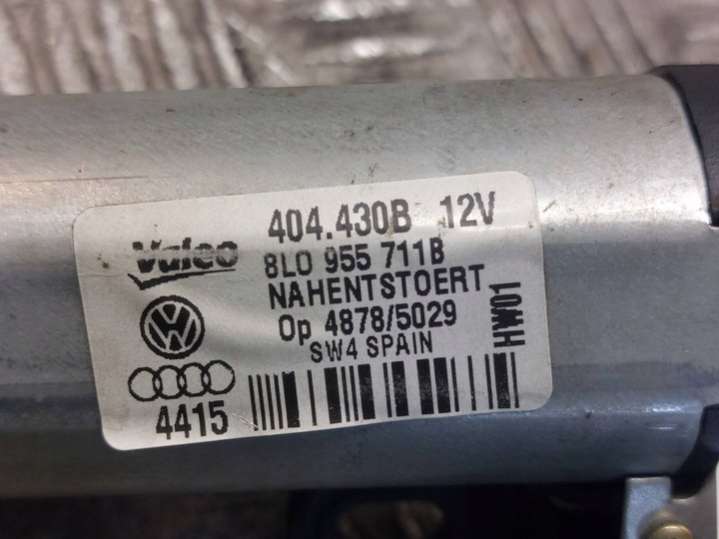 404.430B 12V
Valeo
8L0 955 711B
NAHENTSTOERT
Op 4878/5029
SW4 SPAIN
HW01
4415